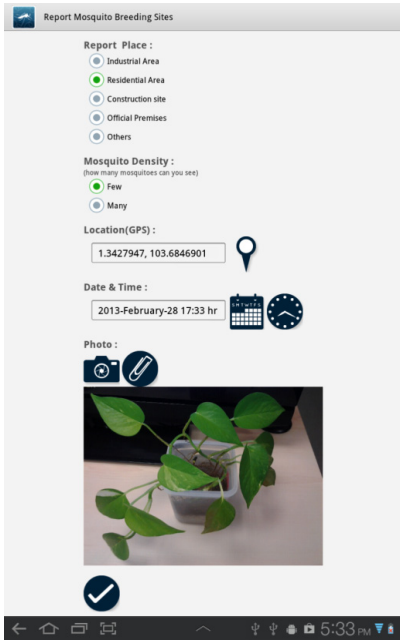 Report Mosquito Breeding Sites
Report Place :
Industrial Area
Residential Area
Construction site
Official Premises
Others
Mosquito Density :
(how many mosquitoes can you see)
Few
Many
Location(GPS) :
1.3427947, 103.6846901
Date & Time :
2013-February-28 17:33 hr
SMTWTFS
Photo :
5:33 PM